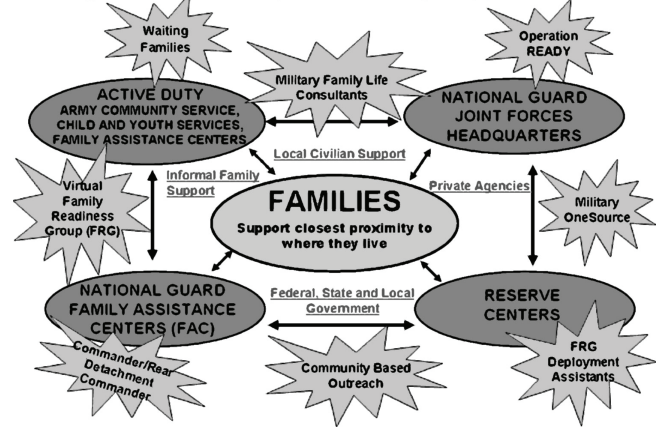 Waiting
Families
Operation
READY
Military Family Life
Consultants
ACTIVE DUTY
ARMY COMMUNITY SERVICE,
CHILD AND YOUTH SERVICES,
FAMILY ASSISTANCE CENTERS
NATIONAL GUARD
JOINT FORCES
HEADQUARTERS
Local Civilian Support
Informal Family
Support
Private Agencies
Virtual
Family
Readiness
Group (FRG)
FAMILIES
Support closest proximity to
where they live
Military
OneSource
NATIONAL GUARD
FAMILY ASSISTANCE
CENTERS (FAC)
Federal, State and Local
Government
RESERVE
CENTERS
Commander/Rear
Detachment
Commander
Community Based
Outreach
FRG
Deployment
Assistants